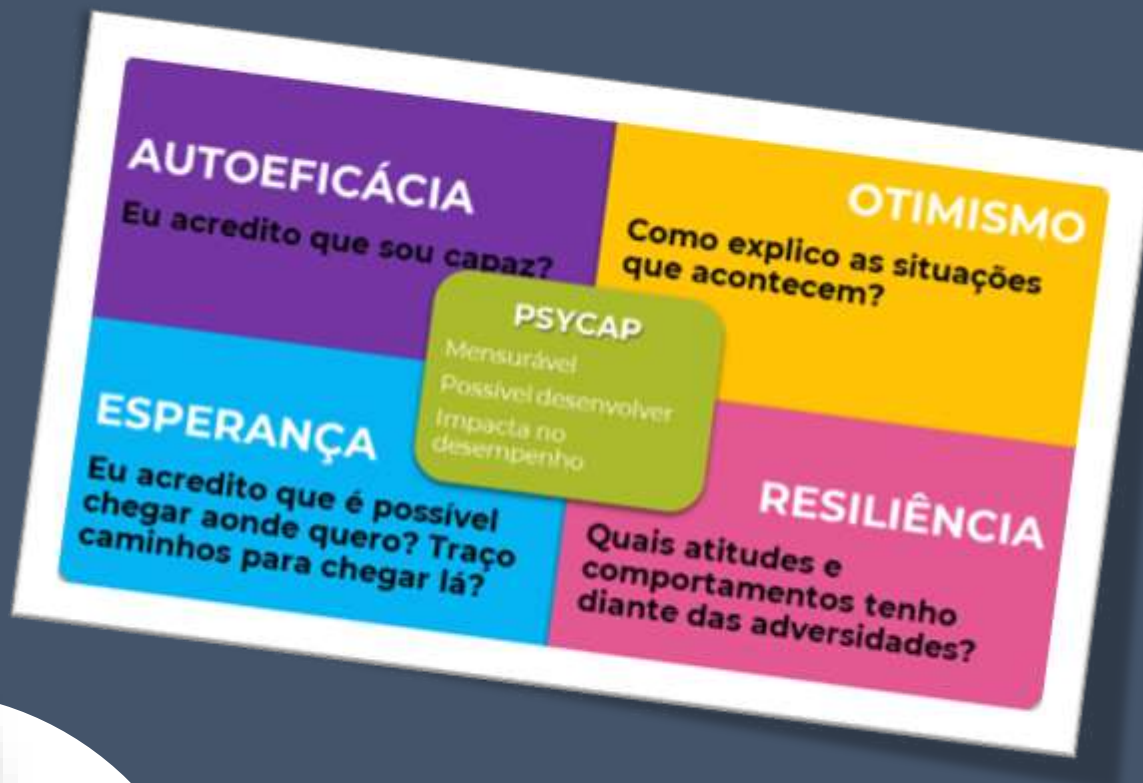 AUTOEFICÁCIA
Eu acredito que sou capaz?
OTIMISMO
Como explico as situações
que acontecem?
PSYCAP
Mensurável
Possível desenvolver
Impacta no
desempenho
ESPERANÇA
Eu acredito que é possível
chegar aonde quero? Traço
caminhos para chegar lá?
RESILIÊNCIA
Quais atitudes e
comportamentos tenho
diante das adversidades?